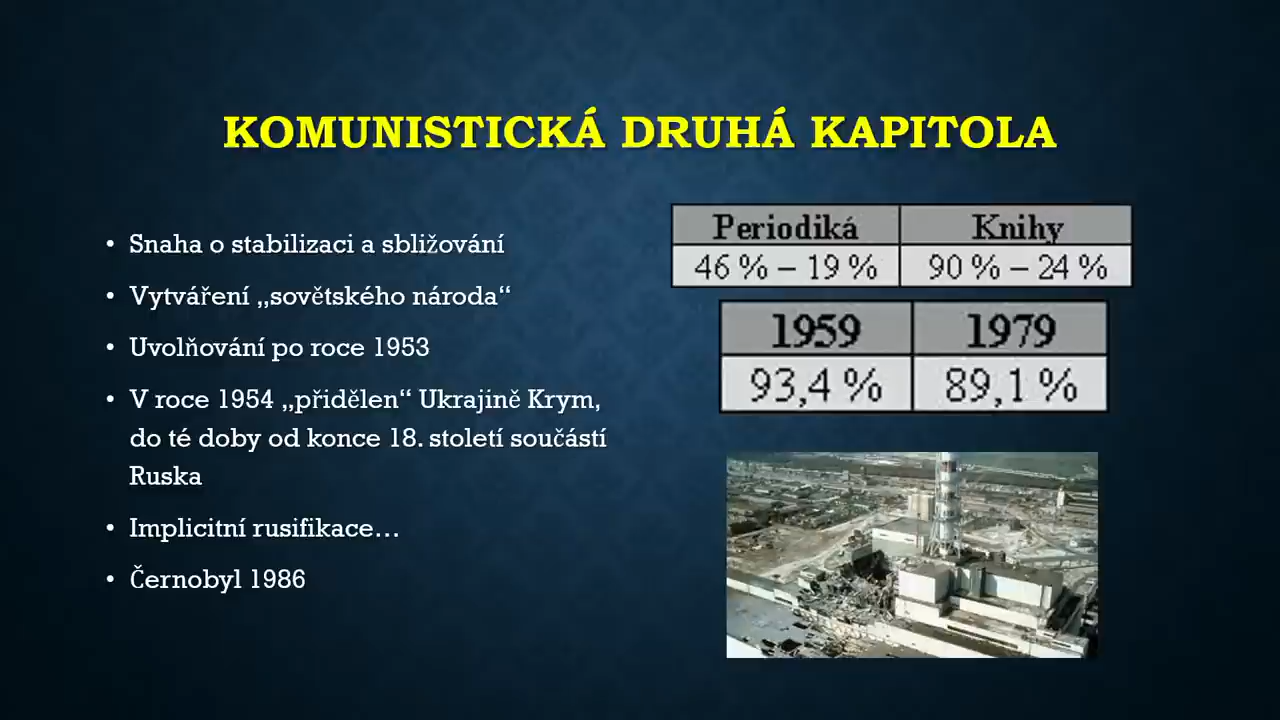 KOMUNISTICKÁ DRUHÁ KAPITOLA
• Snaha o stabilizaci a sbližování
• Vytváření „sovětského národa“
• Uvolňování po roce 1953
• V roce 1954 „přidělen“ Ukrajině Krym,
do té doby od konce 18. století součástí
Ruska
• Implicitní rusifikace…
• Černobyl 1986
Periodiká Knihy
46 % – 19 % 90 % – 24 %
1959 1979
93,4 % 89,1 %